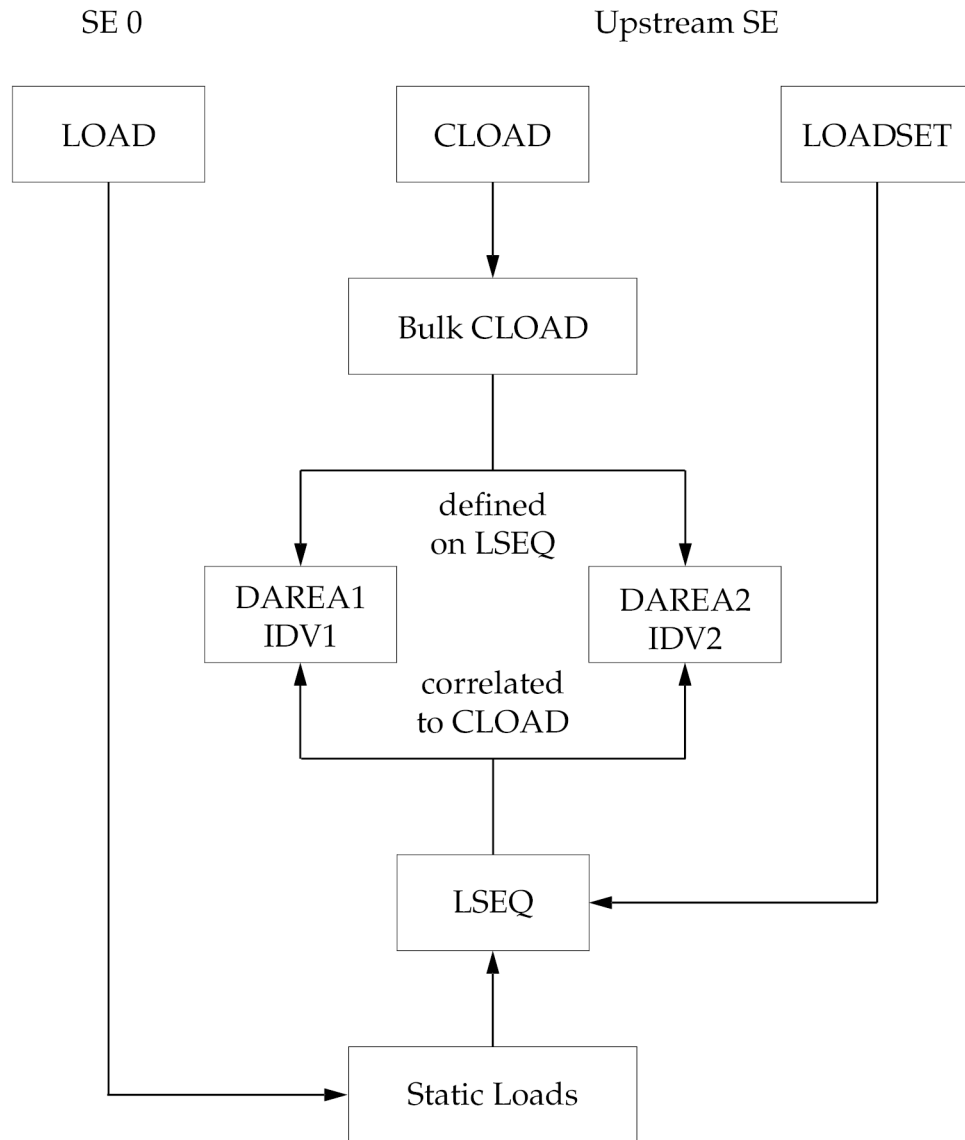 SE 0
Upstream SE
LOAD
CLOAD
LOADSET
Bulk CLOAD
defined
on LSEQ
DAREA1
IDV1
DAREA2
IDV2
correlated
to CLOAD
LSEQ
Static Loads